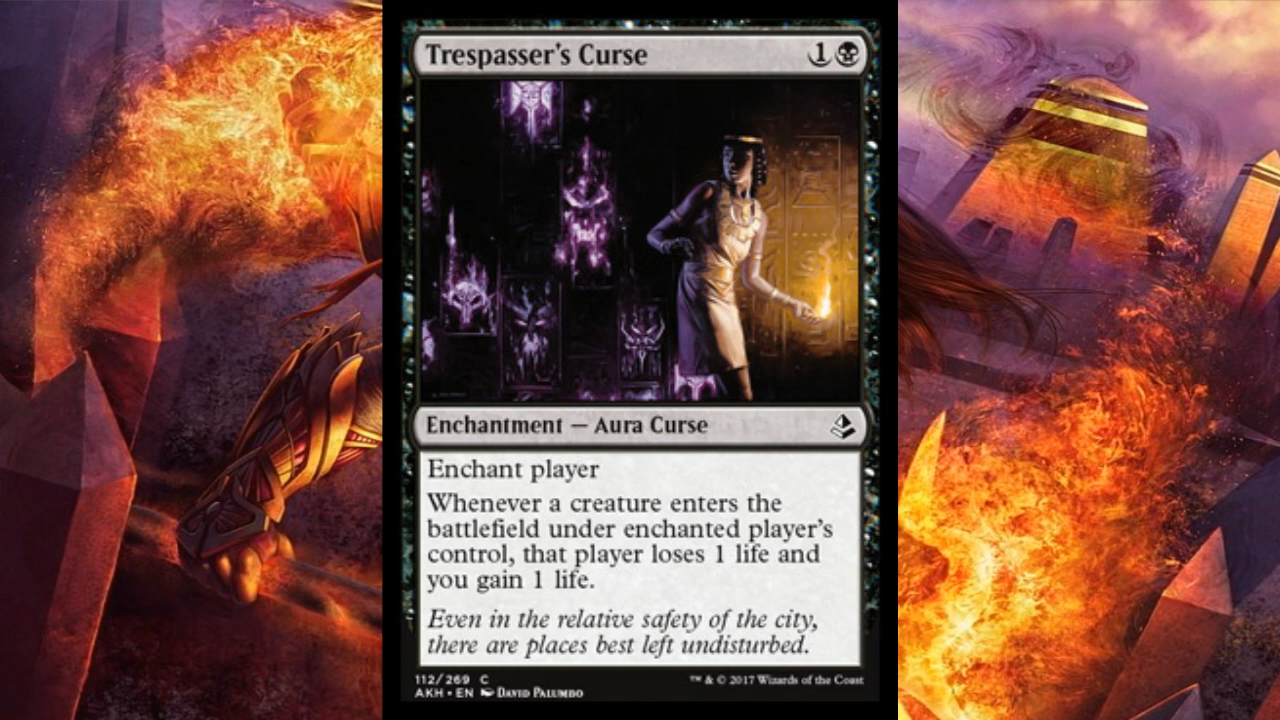 Trespasser's Curse 1
Enchantment — Aura Curse
Enchant player
Whenever a creature enters the
battlefield under enchanted player's
control, that player loses 1 life and
you gain 1 life.
Even in the relative safety of the city,
there are places best left undisturbed.
112/269 C
™ & © 2017 Wizards of the Coast
AKH • EN David Palumbo